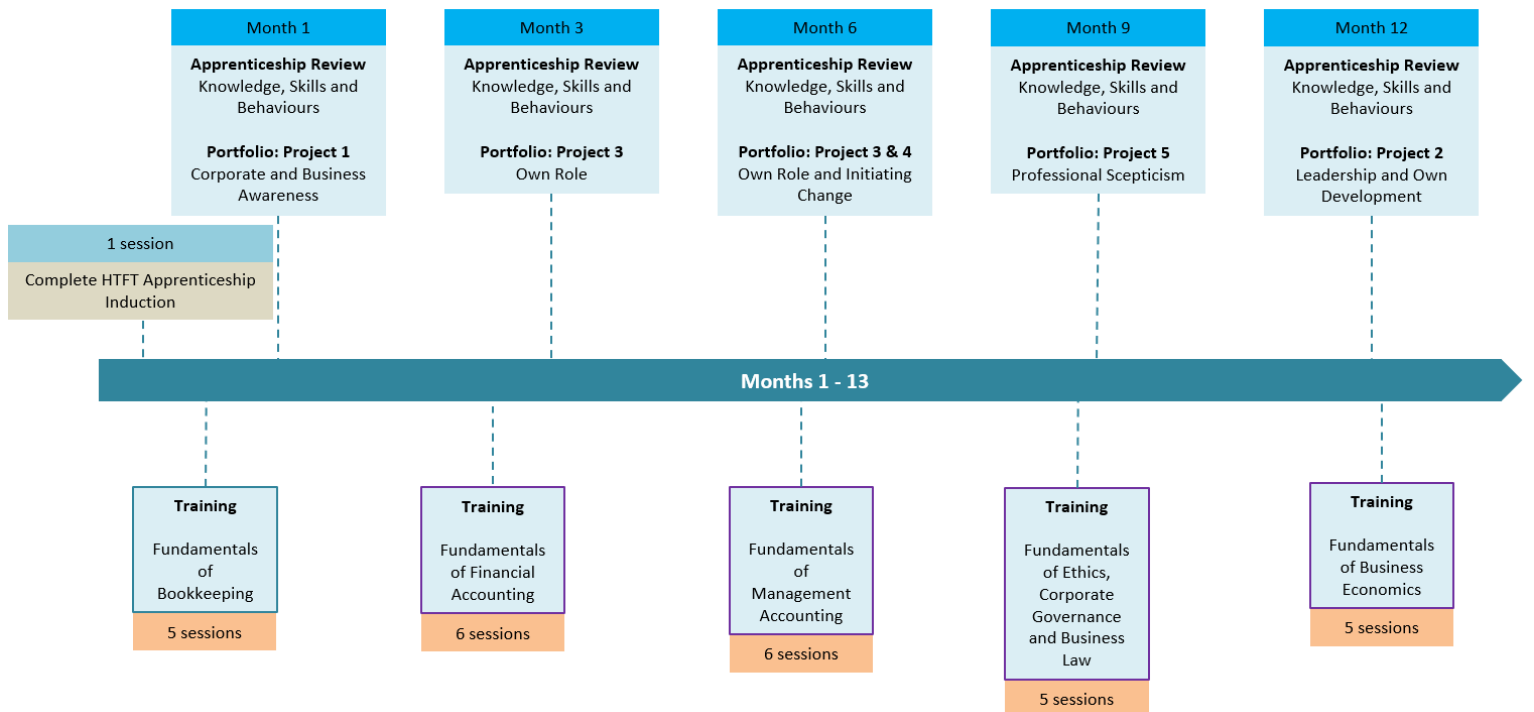 Month 1
Apprenticeship Review
Knowledge, Skills and
Behaviours
Portfolio: Project 1
Corporate and Business
Awareness
Month 3
Apprenticeship Review
Knowledge, Skills and
Behaviours
Portfolio: Project 3
Own Role
Month 6
Apprenticeship Review
Knowledge, Skills and
Behaviours
Portfolio: Project 3 & 4
Own Role and Initiating
Change
Month 9
Apprenticeship Review
Knowledge, Skills and
Behaviours
Portfolio: Project 5
Professional Scepticism
Month 12
Apprenticeship Review
Knowledge, Skills and
Behaviours
Portfolio: Project 2
Leadership and Own
Development
1 session
Complete HTFT Apprenticeship
Induction
Months 1 - 13
Training
Fundamentals
of
Bookkeeping
5 sessions
Training
Fundamentals
of Financial
Accounting
6 sessions
Training
Fundamentals
of
Management
Accounting
6 sessions
Training
Fundamentals
of Ethics,
Corporate
Governance
and Business
Law
5 sessions
Training
Fundamentals
of Business
Economics
5 sessions